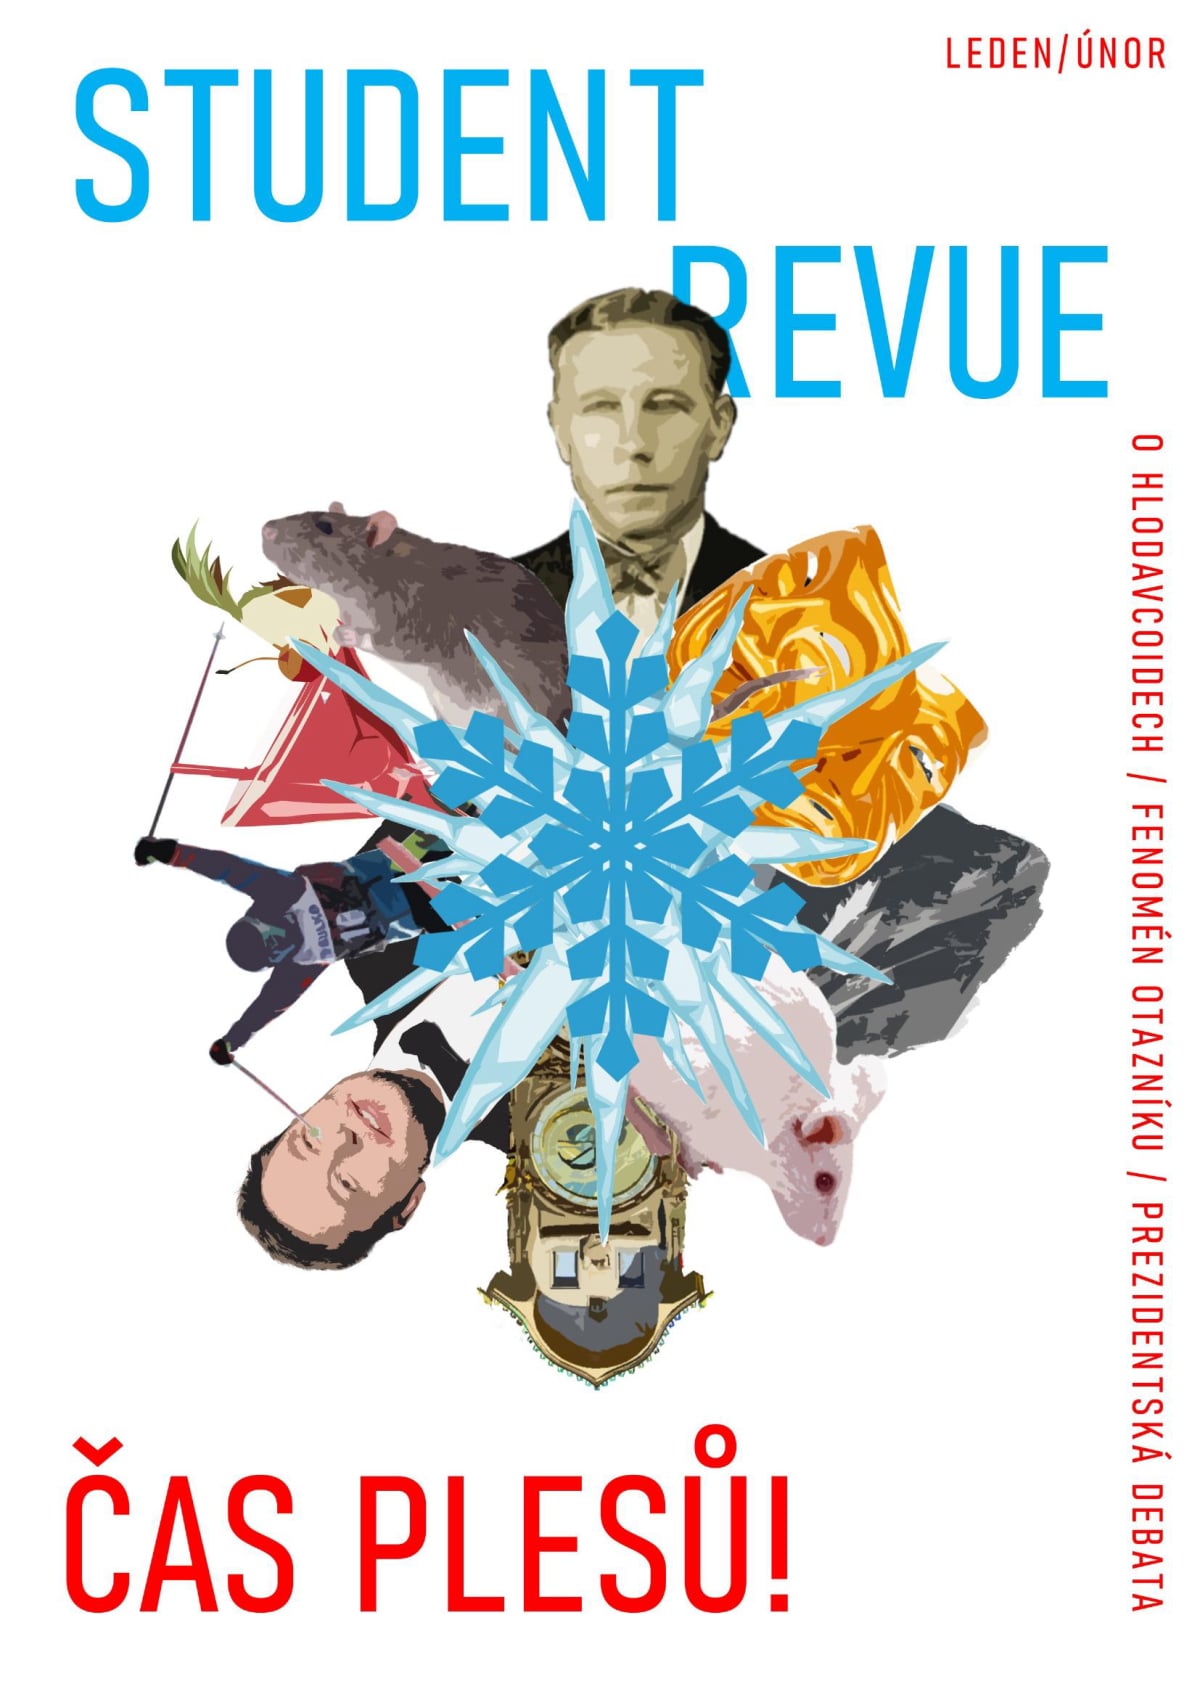 LEDEN/ÚNOR
STUDENT
REVUE
O HLODAVCOIDECH / FENOMÉN OTAZNÍKU / PREZIDENTSKÁ DEBATA
ČAS PLESŮ!